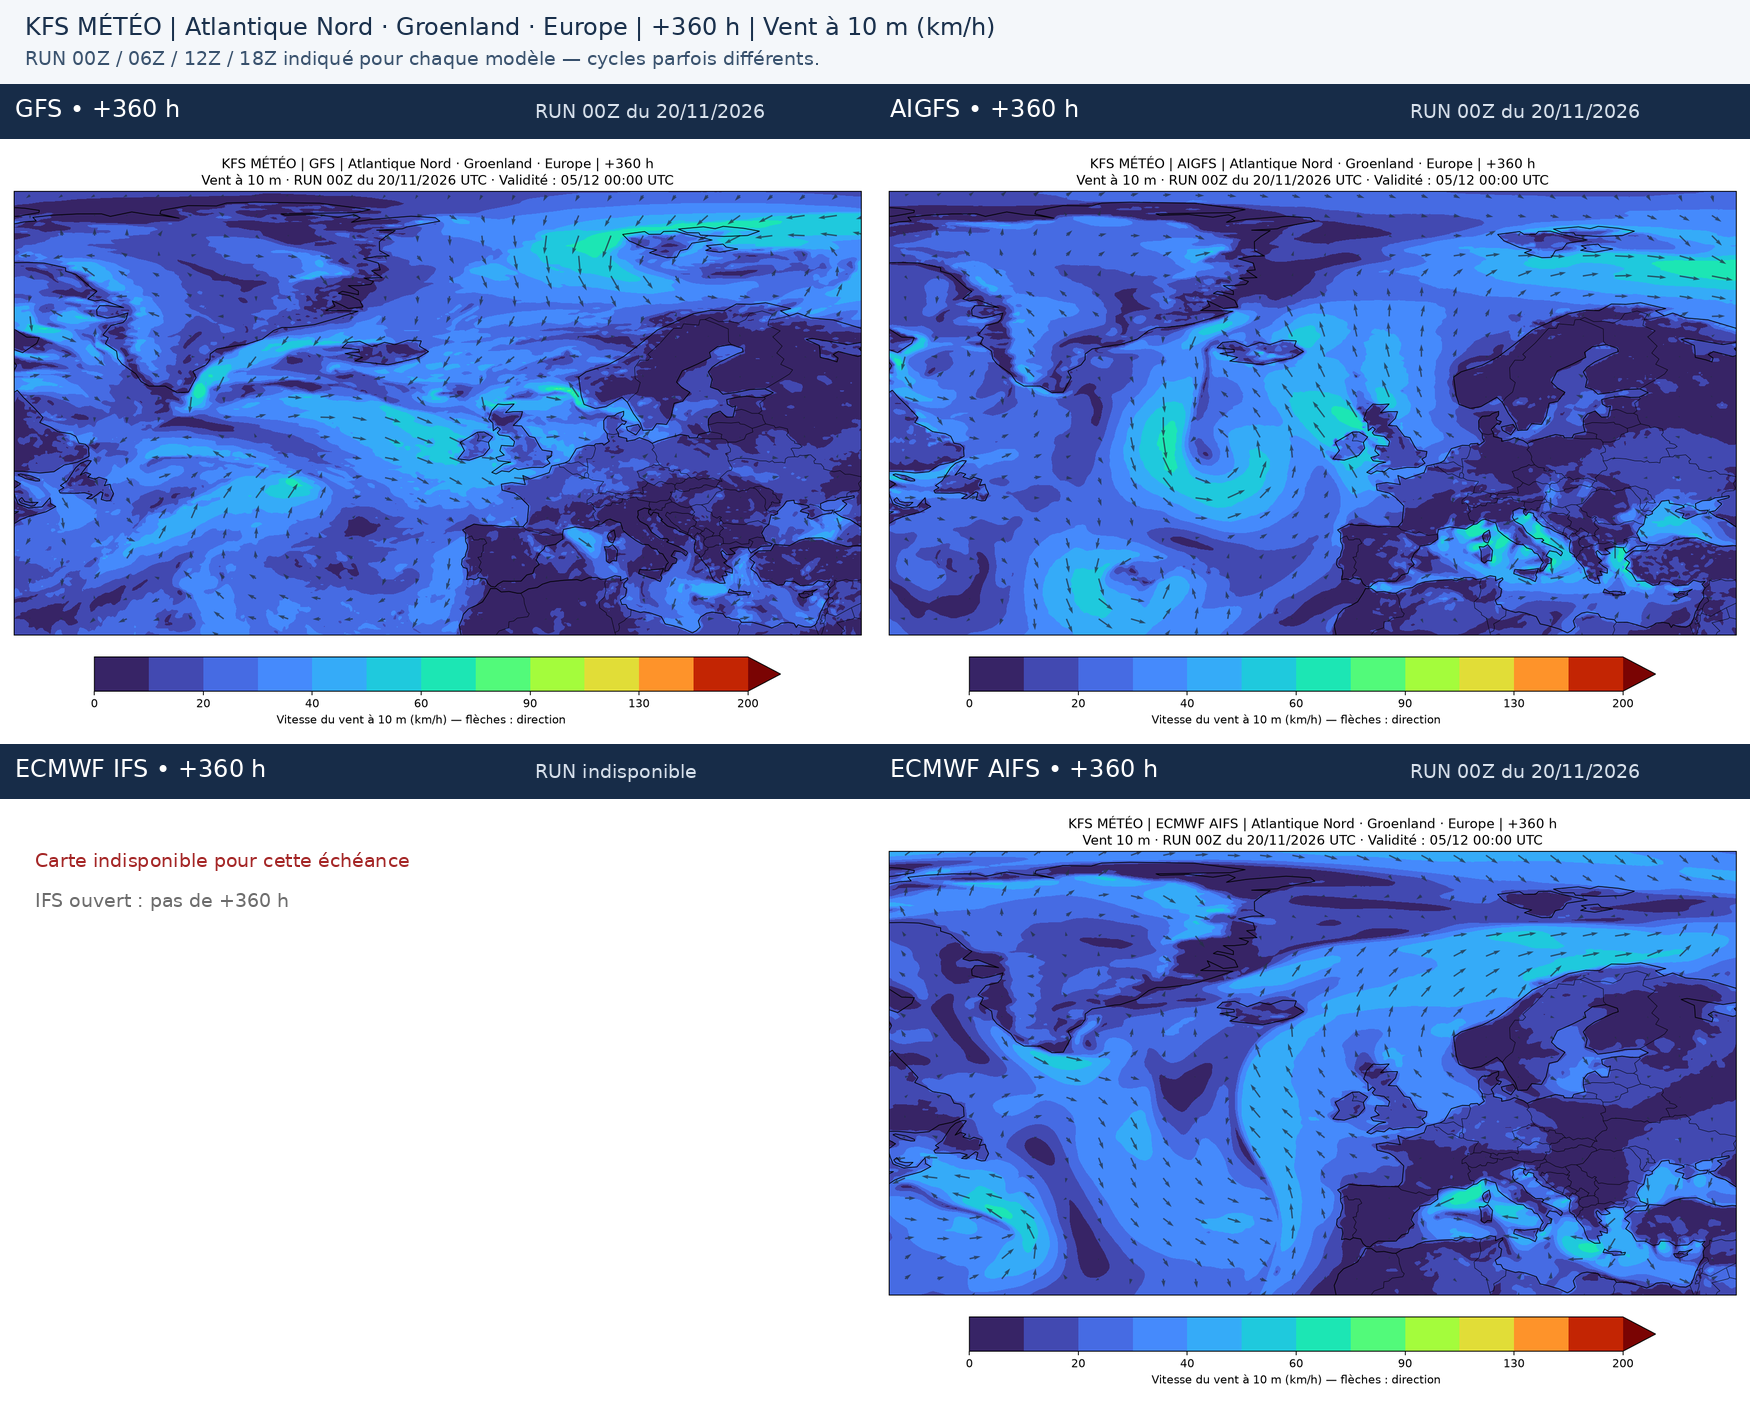 KFS MÉTÉO | Atlantique Nord · Groenland · Europe | +360 h | Vent à 10 m (km/h)
RUN 00Z / 06Z / 12Z / 18Z indiqué pour chaque modèle — cycles parfois différents.
GFS • +360 h
RUN 00Z du 20/11/2026
KFS MÉTÉO | GFS | Atlantique Nord · Groenland · Europe | +360 h
Vent à 10 m · RUN 00Z du 20/11/2026 UTC · Validité : 05/12 00:00 UTC
0 20 40 60 90 130 200
Vitesse du vent à 10 m (km/h) — flèches : direction
AIGFS • +360 h
RUN 00Z du 20/11/2026
KFS MÉTÉO | AIGFS | Atlantique Nord · Groenland · Europe | +360 h
Vent à 10 m · RUN 00Z du 20/11/2026 UTC · Validité : 05/12 00:00 UTC
0 20 40 60 90 130 200
Vitesse du vent à 10 m (km/h) — flèches : direction
ECMWF IFS • +360 h
RUN indisponible
Carte indisponible pour cette échéance
IFS ouvert : pas de +360 h
ECMWF AIFS • +360 h
RUN 00Z du 20/11/2026
KFS MÉTÉO | ECMWF AIFS | Atlantique Nord · Groenland · Europe | +360 h
Vent 10 m · RUN 00Z du 20/11/2026 UTC · Validité : 05/12 00:00 UTC
0 20 40 60 90 130 200
Vitesse du vent à 10 m (km/h) — flèches : direction